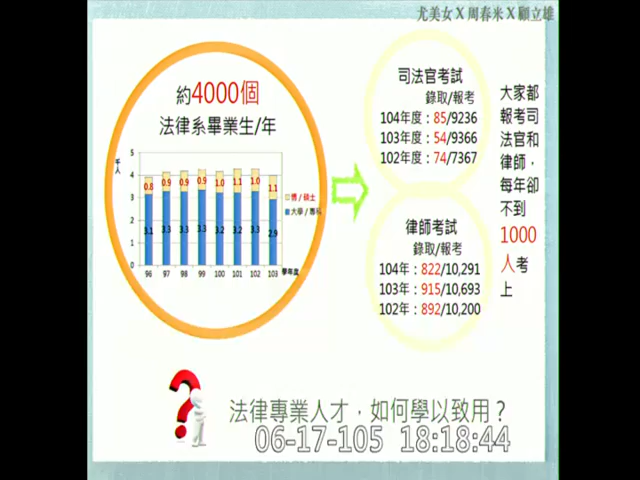 尤美女X周春米X顧立雄
約4000個
法律系畢業生/年
千人
5
4
3
2
1
0
0.8 0.9 0.9 0.9 1.0 1.1 1.0 1.1
3.1 3.3 3.3 3.3 3.2 3.2 3.3 2.9
96 97 98 99 100 101 102 103 學年度
博/碩士
大學/專科
司法官考試
錄取/報考
104年度：85/9236
103年度：54/9366
102年度：74/7367
律師考試
錄取/報考
104年：822/10,291
103年：915/10,693
102年：892/10,200
大家都
報考司
法官和
律師，
每年卻
不到
1000
人考
上
法律專業人才，如何學以致用？
06-17-105 18:18:44